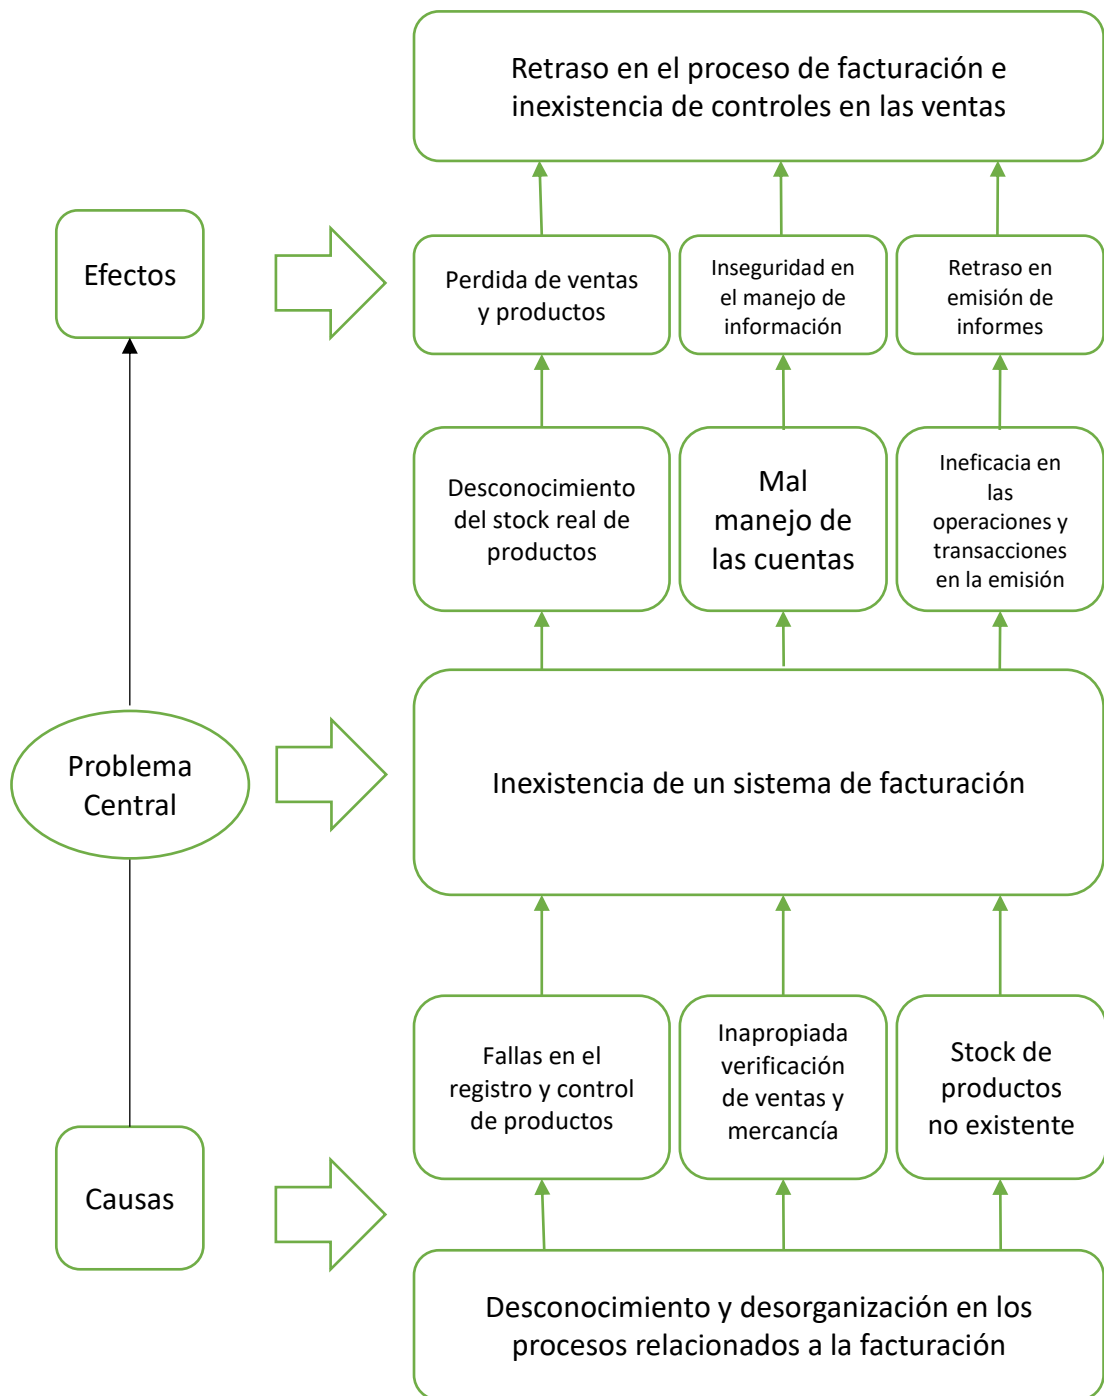 Retraso en el proceso de facturación e
inexistencia de controles en las ventas
Efectos
Perdida de ventas
y productos
Inseguridad en
el manejo de
información
Retraso en
emisión de
informes
Desconocimiento
del stock real de
productos
Mal
manejo de
las cuentas
Ineficacia en
las
operaciones y
transacciones
en la emisión
Problema
Central
Inexistencia de un sistema de facturación
Fallas en el
registro y control
de productos
Inapropiada
verificación
de ventas y
mercancía
Stock de
productos
no existente
Causas
Desconocimiento y desorganización en los
procesos relacionados a la facturación